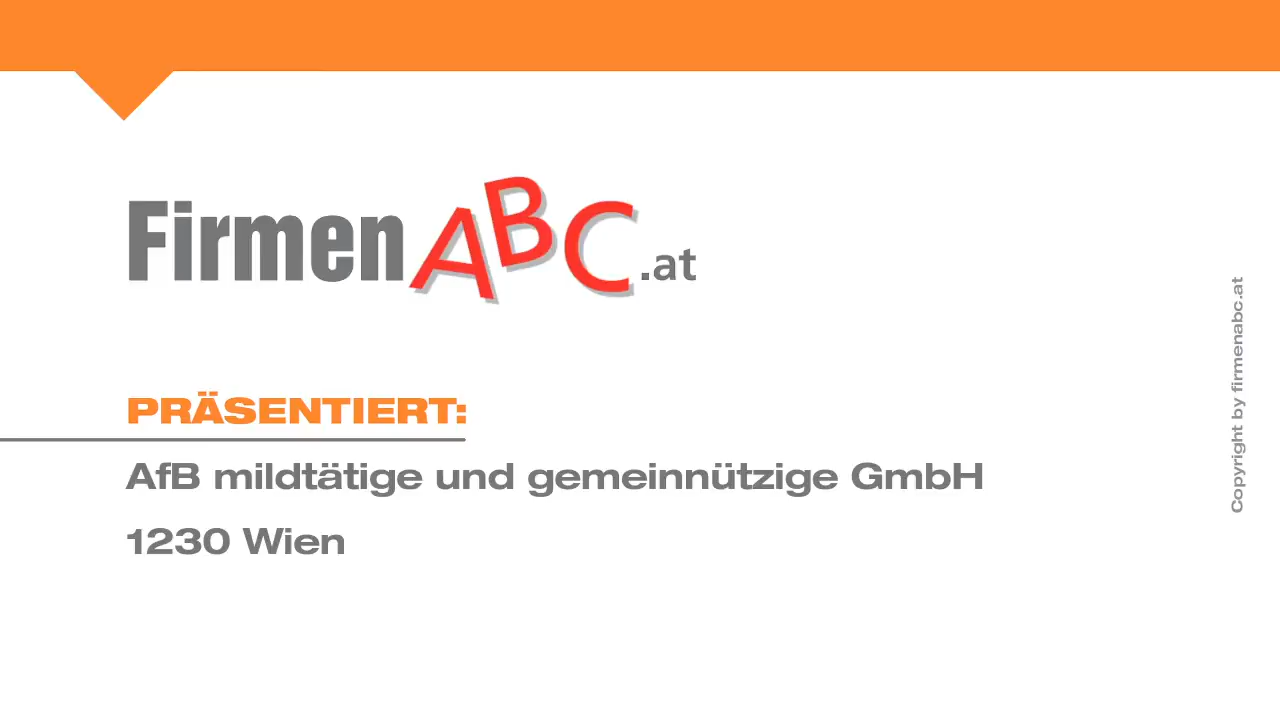 FirmenABC.at
PRÄSENTIERT:
AfB mildtätige und gemeinnützige GmbH
1230 Wien
Copyright by firmenabc.at